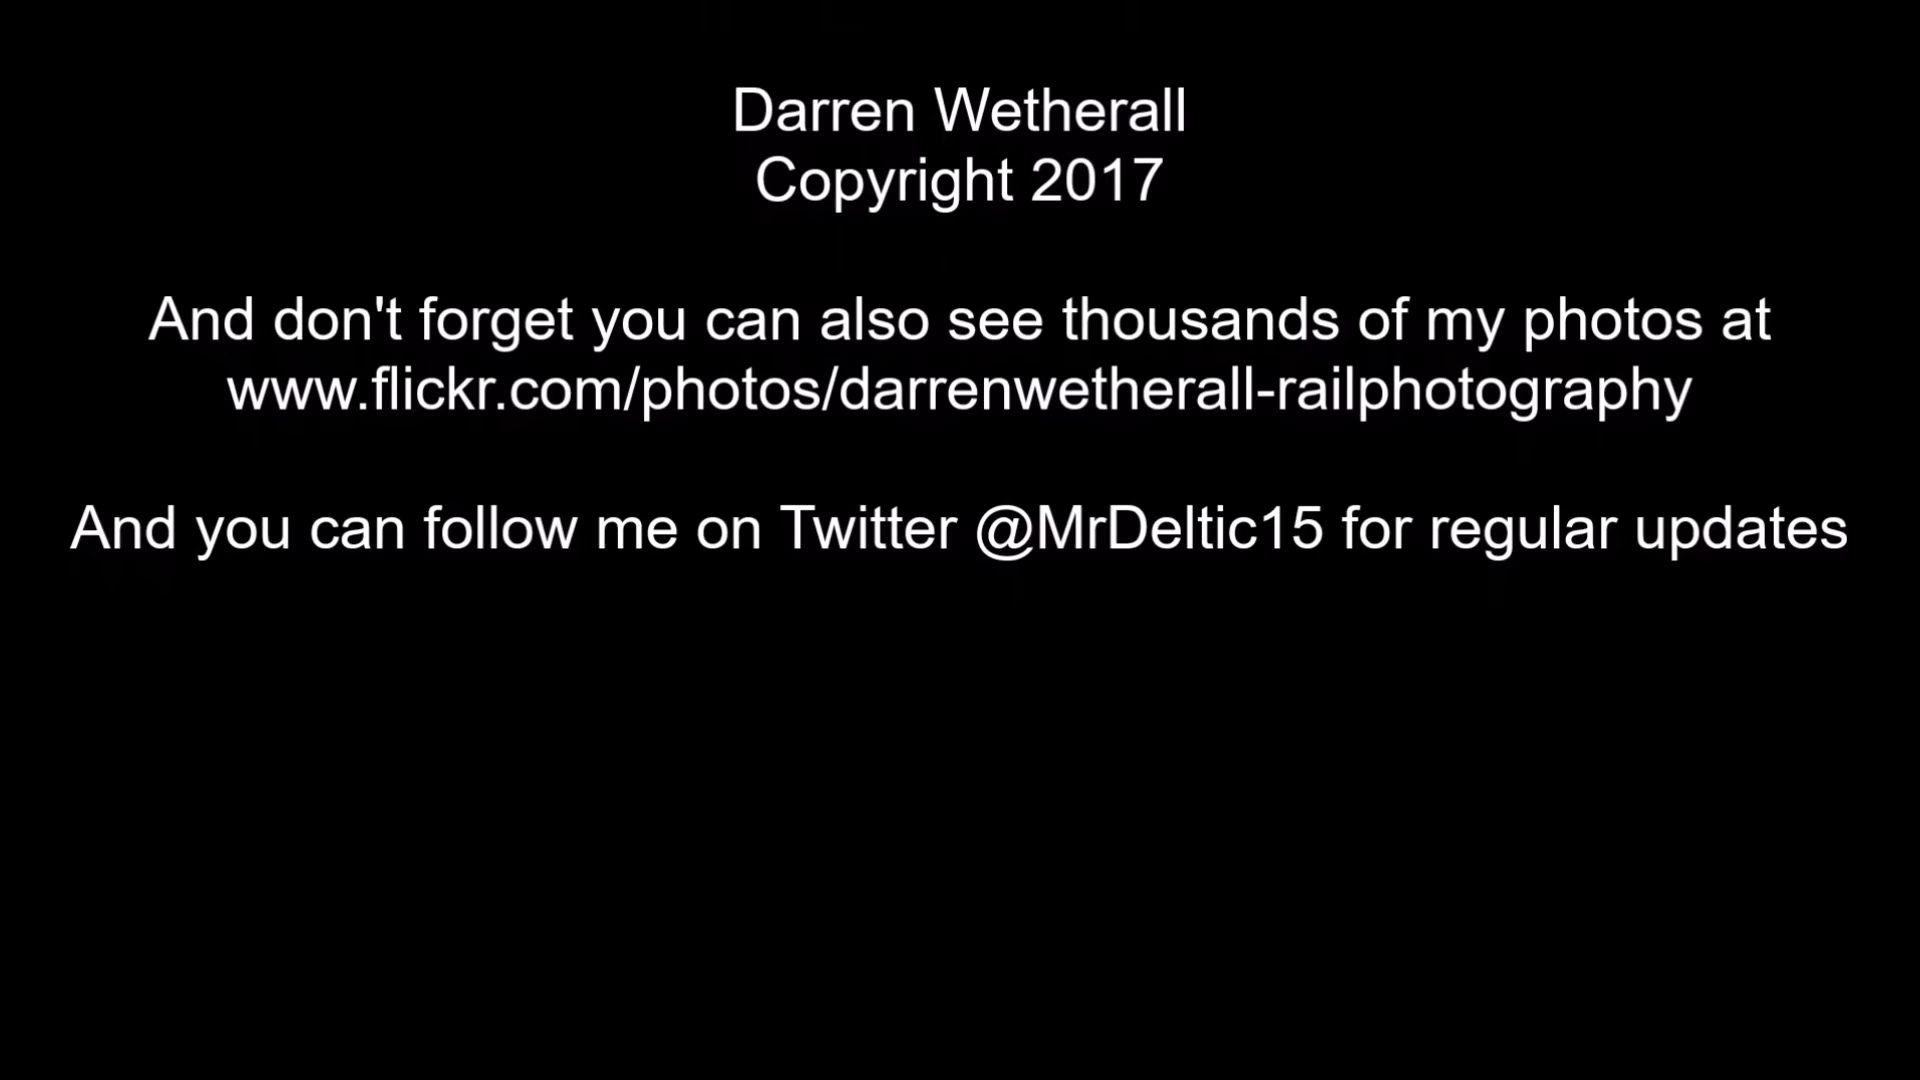 Darren Wetherall
Copyright 2017
And don't forget you can also see thousands of my photos at
www.flickr.com/photos/darrenwetherall-railphotography
And you can follow me on Twitter @MrDeltic15 for regular updates